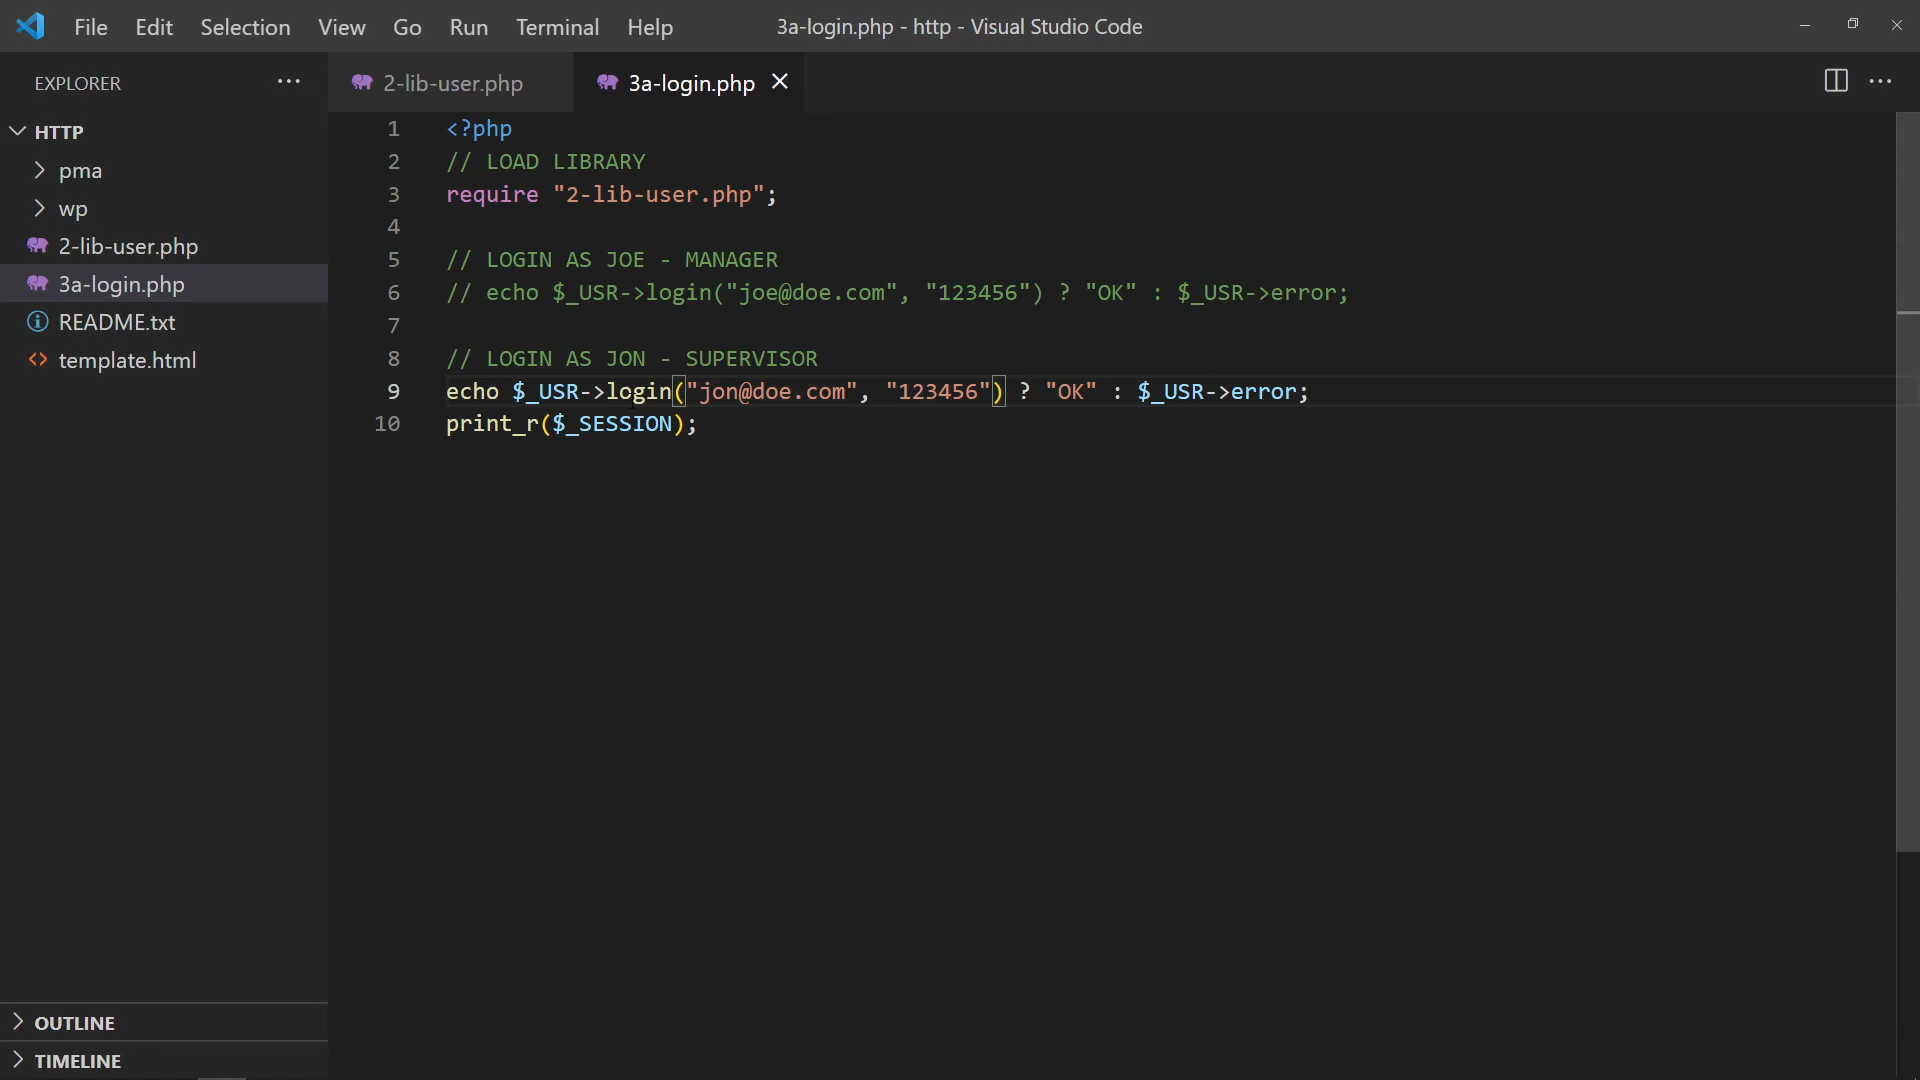 File Edit Selection View Go Run Terminal Help 3a-login.php - http - Visual Studio Code
EXPLORER
HTTP
pma
wp
2-lib-user.php
3a-login.php
README.txt
template.html
OUTLINE
TIMELINE
2-lib-user.php 3a-login.php
1 <?php
2 // LOAD LIBRARY
3 require "2-lib-user.php";
4
5 // LOGIN AS JOE - MANAGER
6 // echo $_USR->login("joe@doe.com", "123456") ? "OK" : $_USR->error;
7
8 // LOGIN AS JON - SUPERVISOR
9 echo $_USR->login("jon@doe.com", "123456") ? "OK" : $_USR->error;
10 print_r($_SESSION);